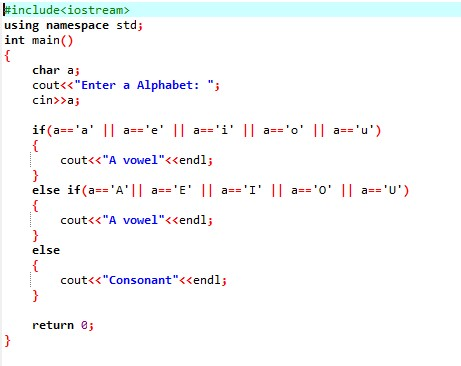 #include<iostream>
using namespace std;
int main()
{
    char a;
    cout<<"Enter a Alphabet: ";
    cin>>a;

    if(a=='a' || a=='e' || a=='i' || a=='o' || a=='u')
    {
        cout<<"A vowel"<<endl;
    }
    else if(a=='A'|| a=='E' || a=='I' || a=='O' || a=='U')
    {
        cout<<"A vowel"<<endl;
    }
    else
    {
        cout<<"Consonant"<<endl;
    }

    return 0;
}